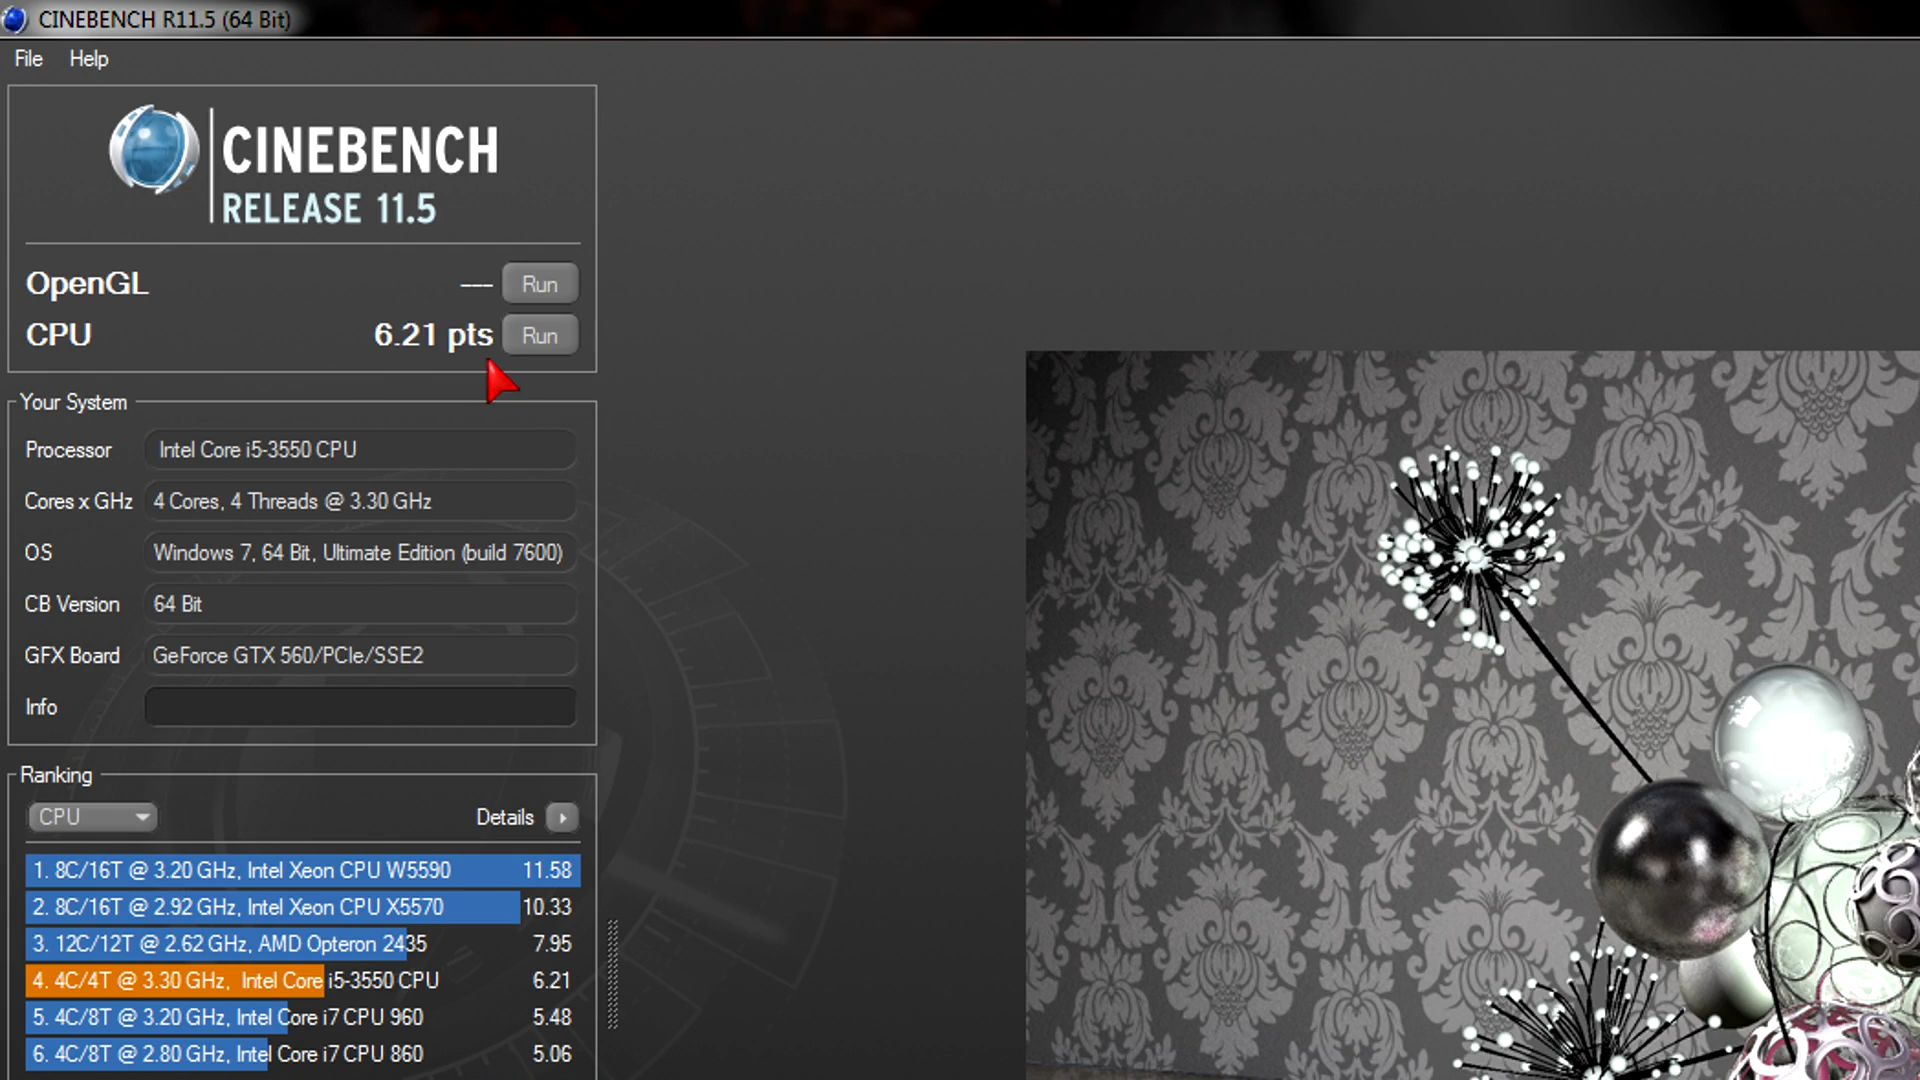 CINEBENCH R11.5 (64 Bit)
File Help
CINEBENCH
RELEASE 11.5
OpenGL --- Run
CPU 6.21 pts Run
Your System
Processor Intel Core i5-3550 CPU
Cores x GHz 4 Cores, 4 Threads @ 3.30 GHz
OS Windows 7, 64 Bit, Ultimate Edition (build 7600)
CB Version 64 Bit
GFX Board GeForce GTX 560/PCIe/SSE2
Info
Ranking
CPU Details
1. 8C/16T @ 3.20 GHz, Intel Xeon CPU W5590 11.58
2. 8C/16T @ 2.92 GHz, Intel Xeon CPU X5570 10.33
3. 12C/12T @ 2.62 GHz, AMD Opteron 2435 7.95
4. 4C/4T @ 3.30 GHz, Intel Core i5-3550 CPU 6.21
5. 4C/8T @ 3.20 GHz, Intel Core i7 CPU 960 5.48
6. 4C/8T @ 2.80 GHz, Intel Core i7 CPU 860 5.06